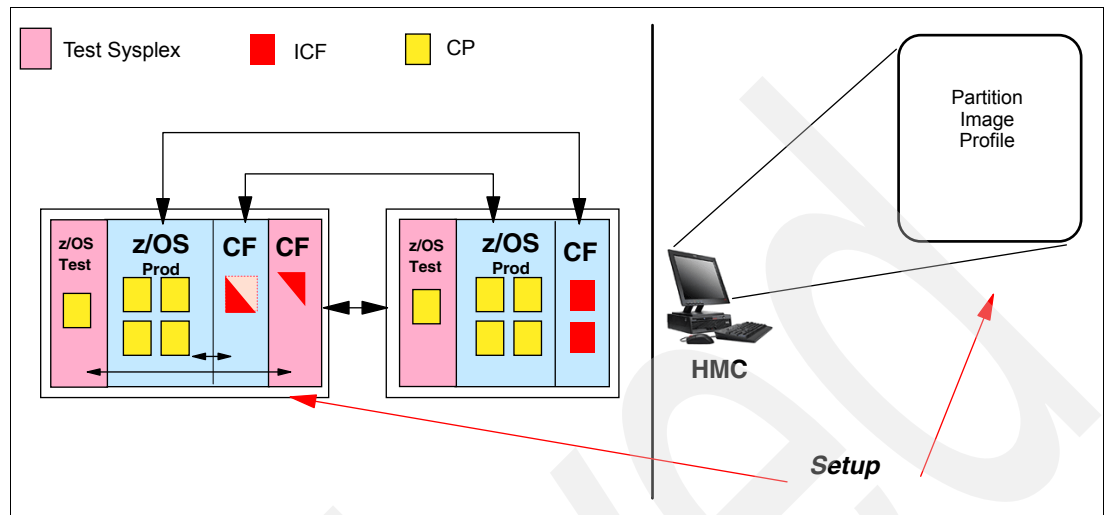 Test Sysplex
ICF
CP
Partition
Image
Profile
z/OS
Test
z/OS
Prod
CF
CF
z/OS
Test
z/OS
Prod
CF
HMC
Setup